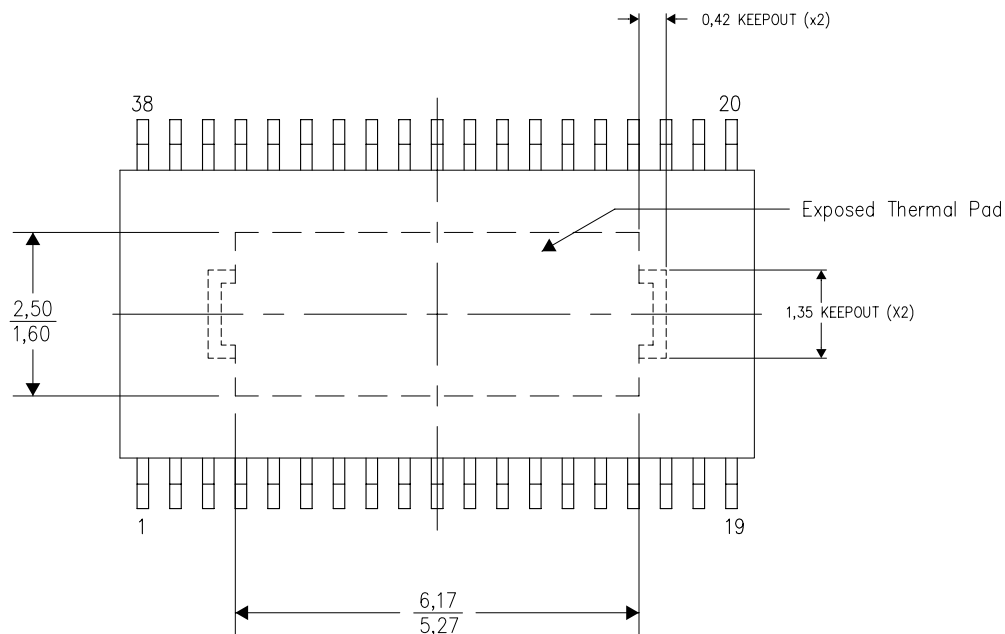 0,42 KEEPOUT (x2)
38
20
Exposed Thermal Pad
2,50
1,60
1,35 KEEPOUT (X2)
1
19
6,17
5,27